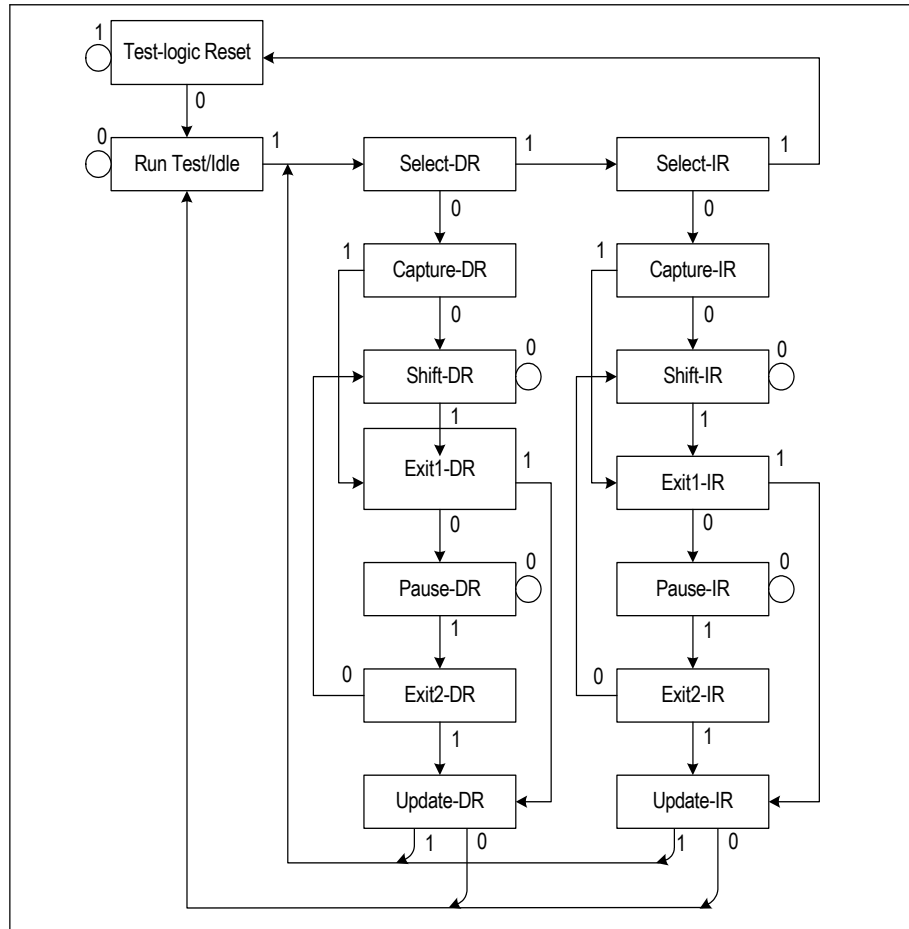 1
Test-logic Reset
0
0
Run Test/Idle
1
Select-DR
1
Select-IR
1
0
0
1
Capture-DR
1
Capture-IR
0
0
0
0
Shift-DR
Shift-IR
1
1
Exit1-DR
1
Exit1-IR
1
0
0
0
0
Pause-DR
Pause-IR
1
1
0
Exit2-DR
0
Exit2-IR
1
1
Update-DR
Update-IR
1
0
1
0